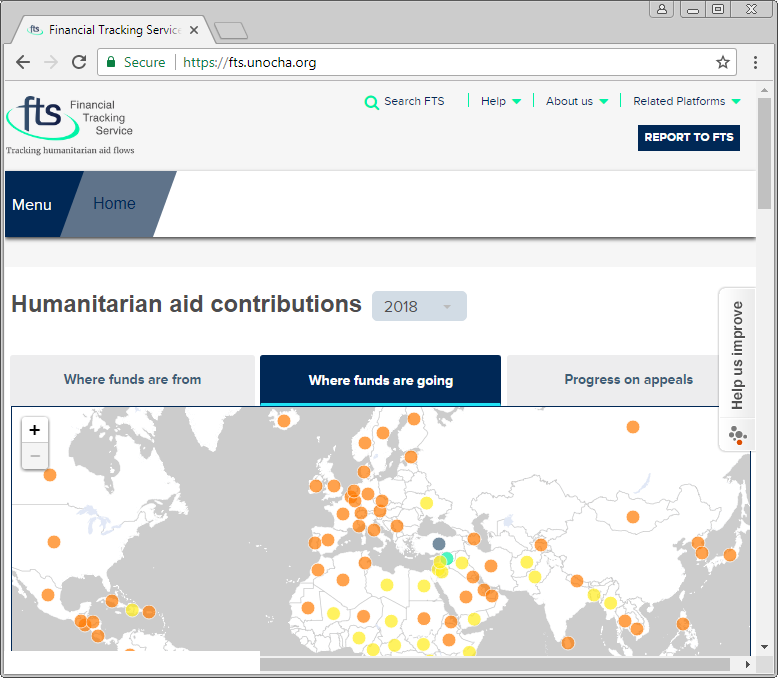 fts Financial Tracking Service
Secure https://fts.unocha.org
fts
Financial
Tracking
Service
Tracking humanitarian aid flows
Search FTS Help About us Related Platforms
REPORT TO FTS
Menu Home
Humanitarian aid contributions 2018
Where funds are from Where funds are going Progress on appeals
Help us improve
+
−